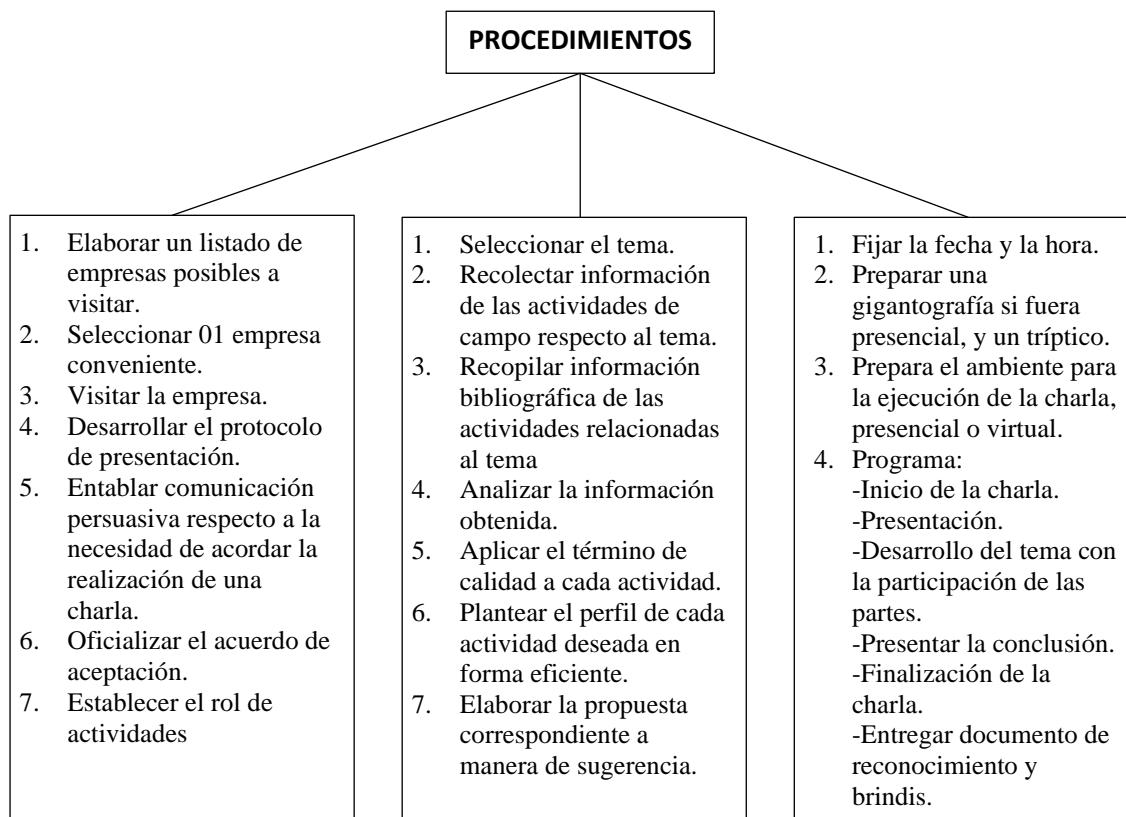 PROCEDIMIENTOS
1. Elaborar un listado de
empresas posibles a
visitar.
2. Seleccionar 01 empresa
conveniente.
3. Visitar la empresa.
4. Desarrollar el protocolo
de presentación.
5. Entablar comunicación
persuasiva respecto a la
necesidad de acordar la
realización de una
charla.
6. Oficializar el acuerdo de
aceptación.
7. Establecer el rol de
actividades
1. Seleccionar el tema.
2. Recolectar información
de las actividades de
campo respecto al tema.
3. Recopilar información
bibliográfica de las
actividades relacionadas
al tema
4. Analizar la información
obtenida.
5. Aplicar el término de
calidad a cada actividad.
6. Plantear el perfil de cada
actividad deseada en
forma eficiente.
7. Elaborar la propuesta
correspondiente a
manera de sugerencia.
1. Fijar la fecha y la hora.
2. Preparar una
gigantografía si fuera
presencial, y un tríptico.
3. Prepara el ambiente para
la ejecución de la charla,
presencial o virtual.
4. Programa:
-Inicio de la charla.
-Presentación.
-Desarrollo del tema con
la participación de las
partes.
-Presentar la conclusión.
-Finalización de la
charla.
-Entregar documento de
reconocimiento y
brindis.